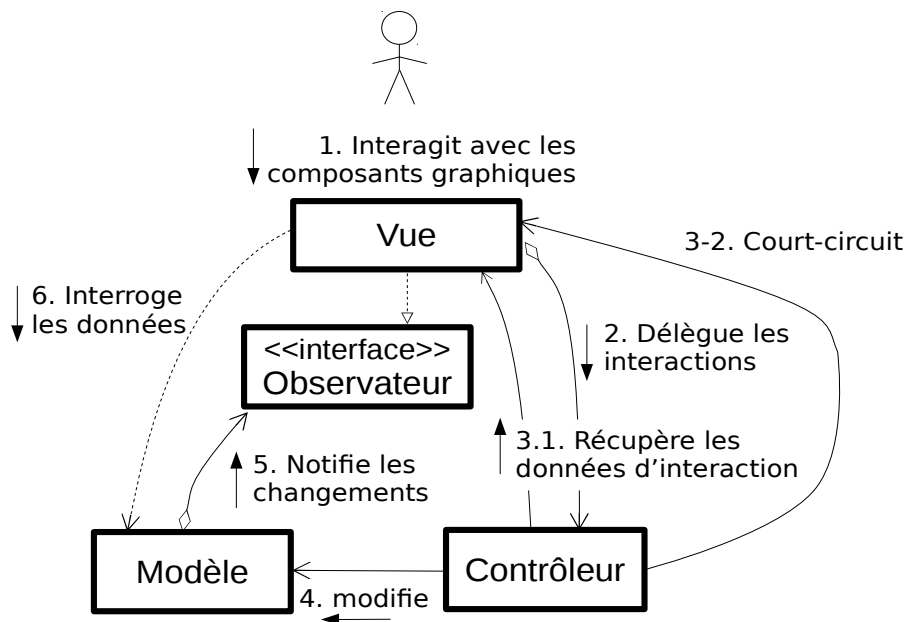 1. Interagit avec les
composants graphiques
Vue
3-2. Court-circuit
6. Interroge
les données
<<interface>>
Observateur
2. Délègue les
interactions
3.1. Récupère les
données d’interaction
5. Notifie les
changements
Modèle
Contrôleur
4. modifie